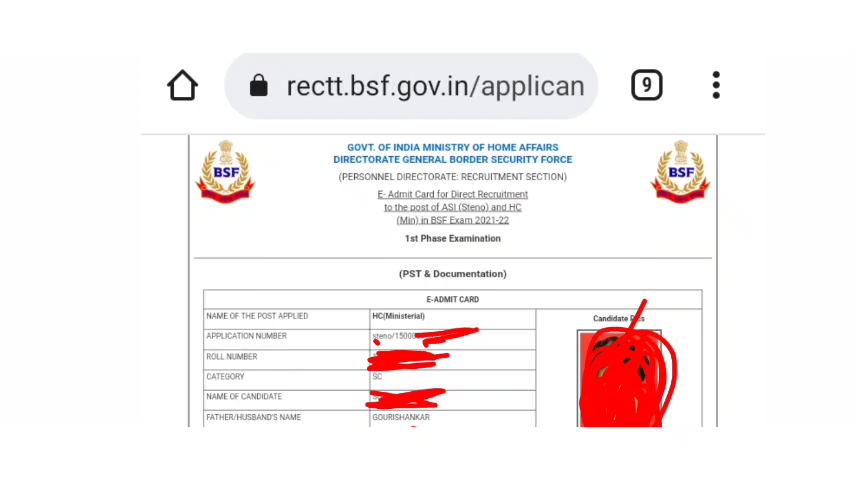 rectt.bsf.gov.in/applican
9
BSF
BSF
GOVT. OF INDIA MINISTRY OF HOME AFFAIRS
DIRECTORATE GENERAL BORDER SECURITY FORCE
(PERSONNEL DIRECTORATE: RECRUITMENT SECTION)
E- Admit Card for Direct Recruitment
to the post of ASI (Steno) and HC
(Min) in BSF Exam 2021-22
1st Phase Examination
(PST & Documentation)
E-ADMIT CARD
NAME OF THE POST APPLIED HC(Ministerial)
Candidate
APPLICATION NUMBER steno/15000
ROLL NUMBER
CATEGORY SC
NAME OF CANDIDATE
FATHER/HUSBAND'S NAME GOURISHANKAR